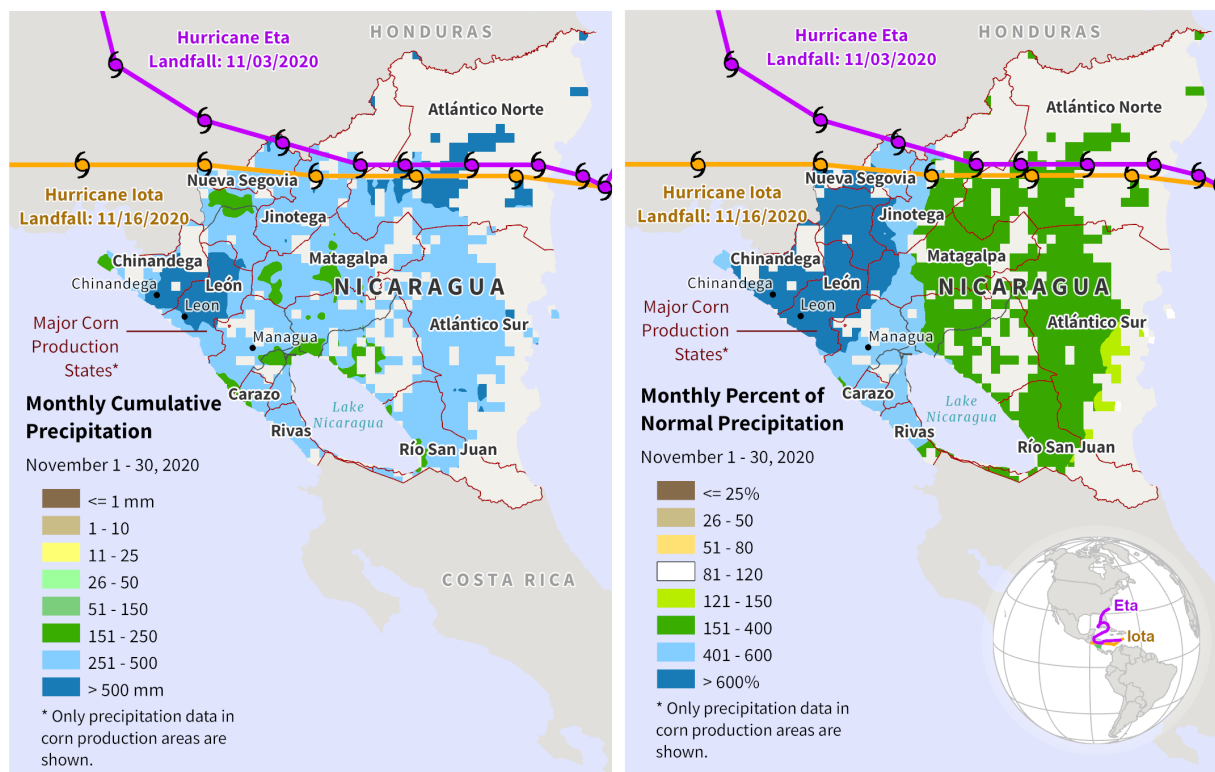 HONDURAS
Hurricane Eta
Landfall: 11/03/2020
Atlántico Norte
Nueva Segovia
Hurricane Iota
Landfall: 11/16/2020
Jinotega
Chinandega
Matagalpa
Chinandega
León
NICARAGUA
Leon
Major Corn
Production
States*
Atlántico Sur
Managua
Carazo
Lake
Nicaragua
Rivas
Río San Juan
Monthly Cumulative
Precipitation
November 1 - 30, 2020
<= 1 mm
1 - 10
11 - 25
26 - 50
51 - 150
151 - 250
251 - 500
> 500 mm
* Only precipitation data in
corn production areas are
shown.
COSTA RICA
HONDURAS
Hurricane Eta
Landfall: 11/03/2020
Atlántico Norte
Nueva Segovia
Hurricane Iota
Landfall: 11/16/2020
Jinotega
Chinandega
Matagalpa
Chinandega
León
NICARAGUA
Leon
Major Corn
Production
States*
Atlántico Sur
Managua
Carazo
Lake
Nicaragua
Rivas
Río San Juan
Monthly Percent of
Normal Precipitation
November 1 - 30, 2020
<= 25%
26 - 50
51 - 80
81 - 120
121 - 150
151 - 400
401 - 600
> 600%
* Only precipitation data in
corn production areas are
shown.
Eta
Iota